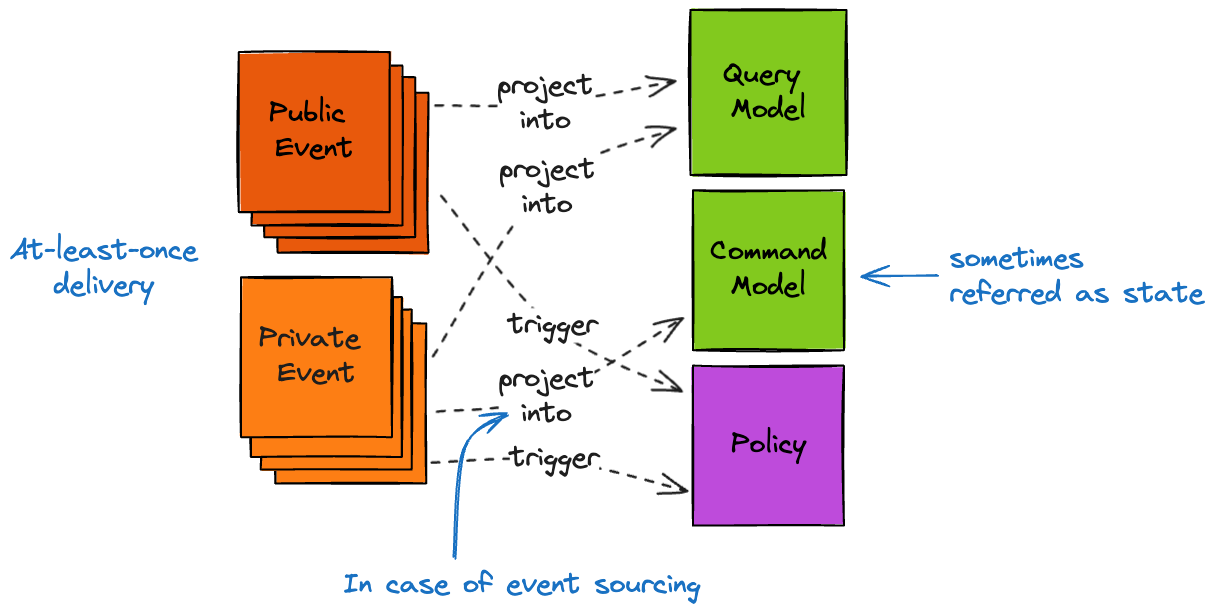 Public
Event
project
into
Query
Model
project
into
At-least-once
delivery
Command
Model
sometimes
referred as state
trigger
Private
Event
project
into
trigger
Policy
In case of event sourcing